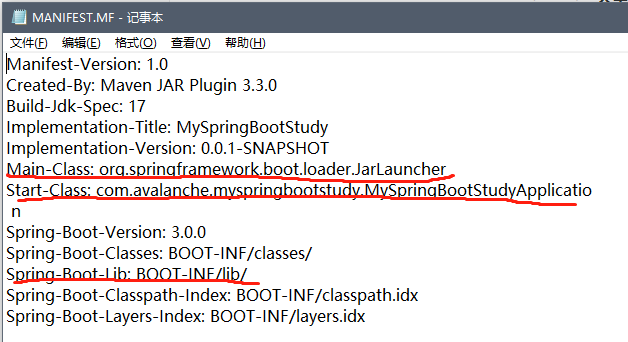 MANIFEST.MF - 记事本
文件(F) 编辑(E) 格式(O) 查看(V) 帮助(H)
Manifest-Version: 1.0
Created-By: Maven JAR Plugin 3.3.0
Build-Jdk-Spec: 17
Implementation-Title: MySpringBootStudy
Implementation-Version: 0.0.1-SNAPSHOT
Main-Class: org.springframework.boot.loader.JarLauncher
Start-Class: com.avalanche.myspringbootstudy.MySpringBootStudyApplicatio
n
Spring-Boot-Version: 3.0.0
Spring-Boot-Classes: BOOT-INF/classes/
Spring-Boot-Lib: BOOT-INF/lib/
Spring-Boot-Classpath-Index: BOOT-INF/classpath.idx
Spring-Boot-Layers-Index: BOOT-INF/layers.idx